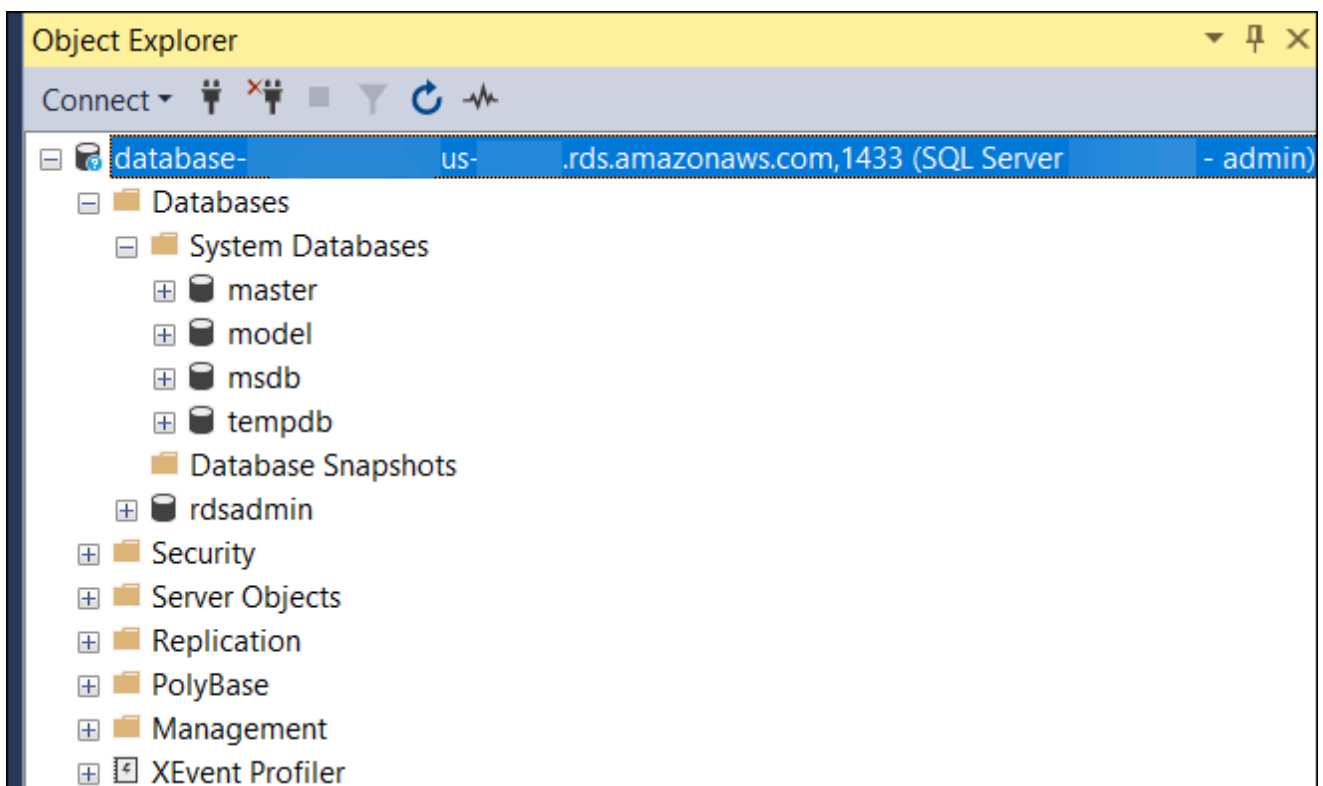 Object Explorer
Connect
database- us- .rds.amazonaws.com,1433 (SQL Server - admin)
Databases
System Databases
master
model
msdb
tempdb
Database Snapshots
rdsadmin
Security
Server Objects
Replication
PolyBase
Management
XEvent Profiler